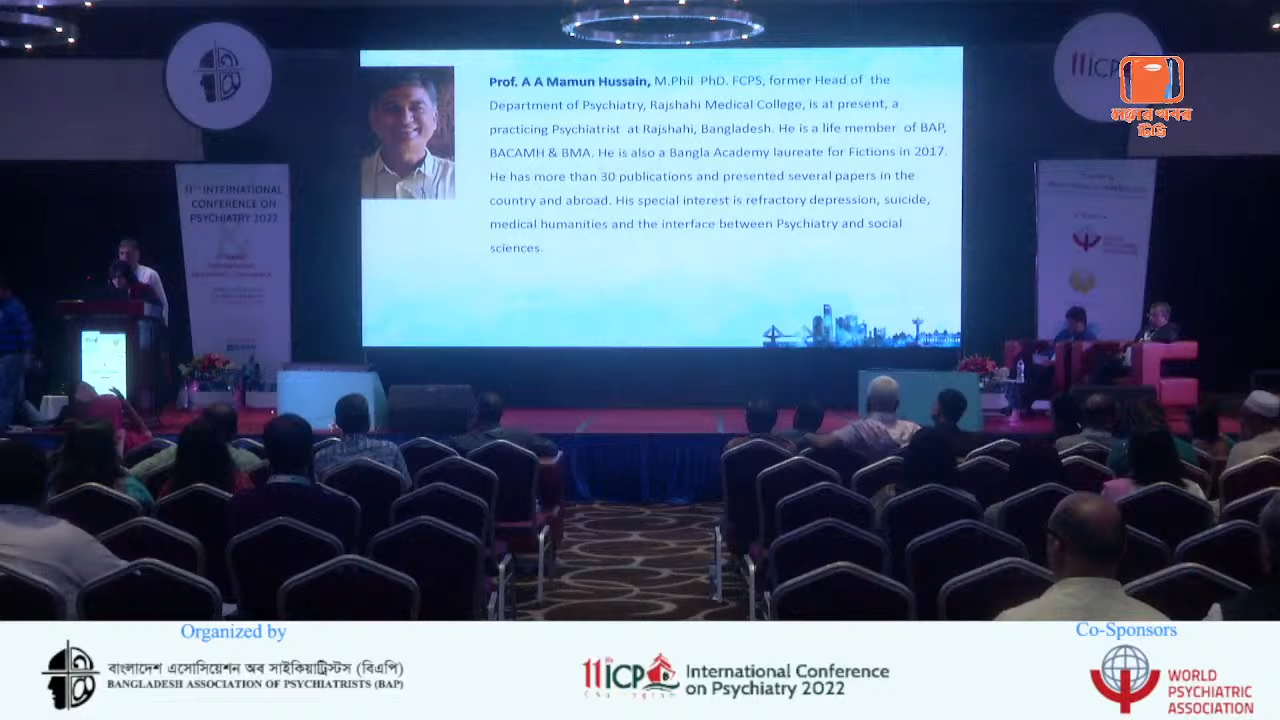 11ICP
মনের খবর
টিভি
Prof. A A Mamun Hussain, M.Phil PhD. FCPS, former Head of the
Department of Psychiatry, Rajshahi Medical College, is at present, a
practicing Psychiatrist at Rajshahi, Bangladesh. He is a life member of BAP,
BACAMH & BMA. He is also a Bangla Academy laureate for Fictions in 2017.
He has more than 30 publications and presented several papers in the
country and abroad. His special interest is refractory depression, suicide,
medical humanities and the interface between Psychiatry and social
sciences.
11TH INTERNATIONAL
CONFERENCE ON
PSYCHIATRY 2022
Organized by
বাংলাদেশ এসোসিয়েশন অব সাইকিয়াট্রিস্টস (বিএপি)
BANGLADESH ASSOCIATION OF PSYCHIATRISTS (BAP)
11th ICP
Chattogram
International Conference
on Psychiatry 2022
Co-Sponsors
WORLD
PSYCHIATRIC
ASSOCIATION